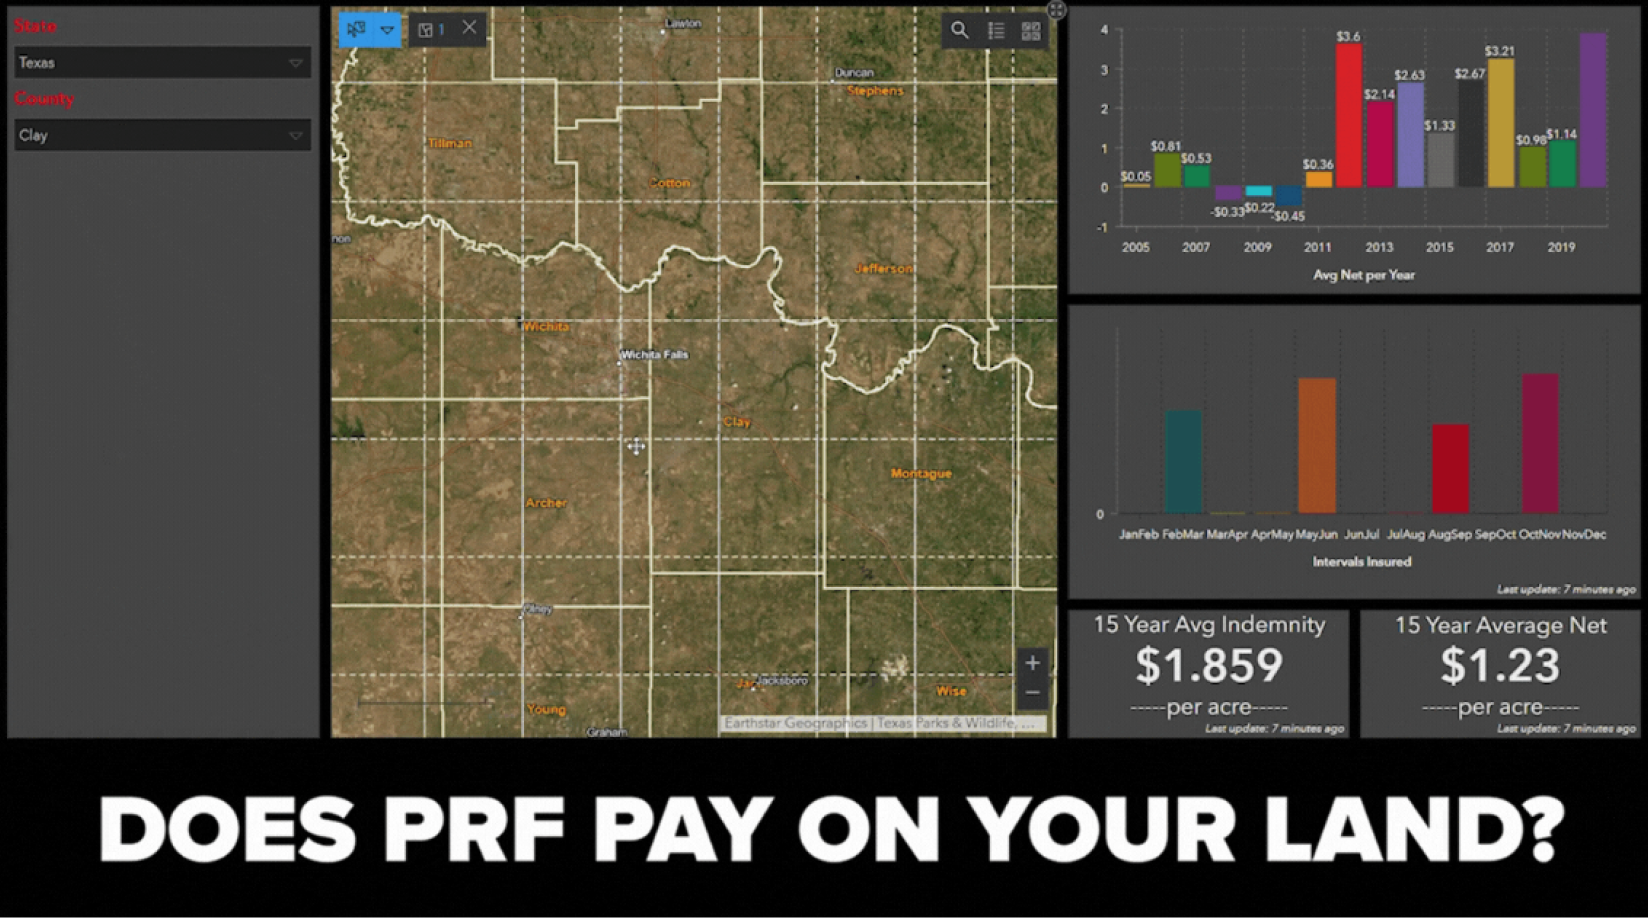 State
Texas
County
Clay
1
Lawton
Duncan
Stephens
Tillman
Cotton
non
Jefferson
Wichita
Wichita Falls
Clay
Montague
Archer
Olney
Jacksboro
Wise
Young
Graham
+
−
Earthstar Geographics | Texas Parks & Wildlife, ...
4
3
2
1
0
-1
$0.05
$0.81
$0.53
-$0.33
$0.22
-$0.45
$0.36
$3.6
$2.14
$2.63
$1.33
$2.67
$3.21
$0.98
$1.14
2005 2007 2009 2011 2013 2015 2017 2019
Avg Net per Year
0
JanFeb FebMar MarApr AprMay MayJun JunJul JulAug AugSep SepOct OctNov NovDec
Intervals Insured
Last update: 7 minutes ago
15 Year Avg Indemnity
$1.859
-----per acre-----
Last update: 7 minutes ago
15 Year Average Net
$1.23
-----per acre-----
Last update: 7 minutes ago
DOES PRF PAY ON YOUR LAND?